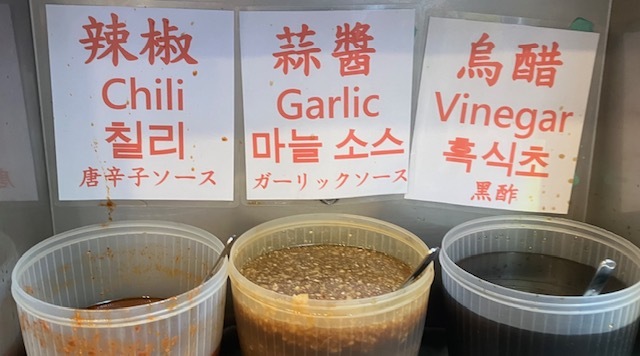 辣椒
Chili
칠리
唐辛子ソース
蒜醬
Garlic
마늘 소스
ガーリックソース
烏醋
Vinegar
흑식초
黒酢